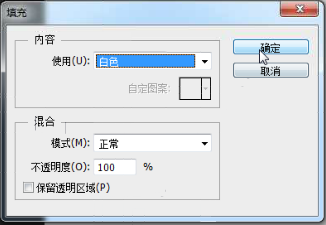 填充
内容
使用(U): 白色
自定图案:
确定
取消
混合
模式(M): 正常
不透明度(O): 100 %
保留透明区域(P)